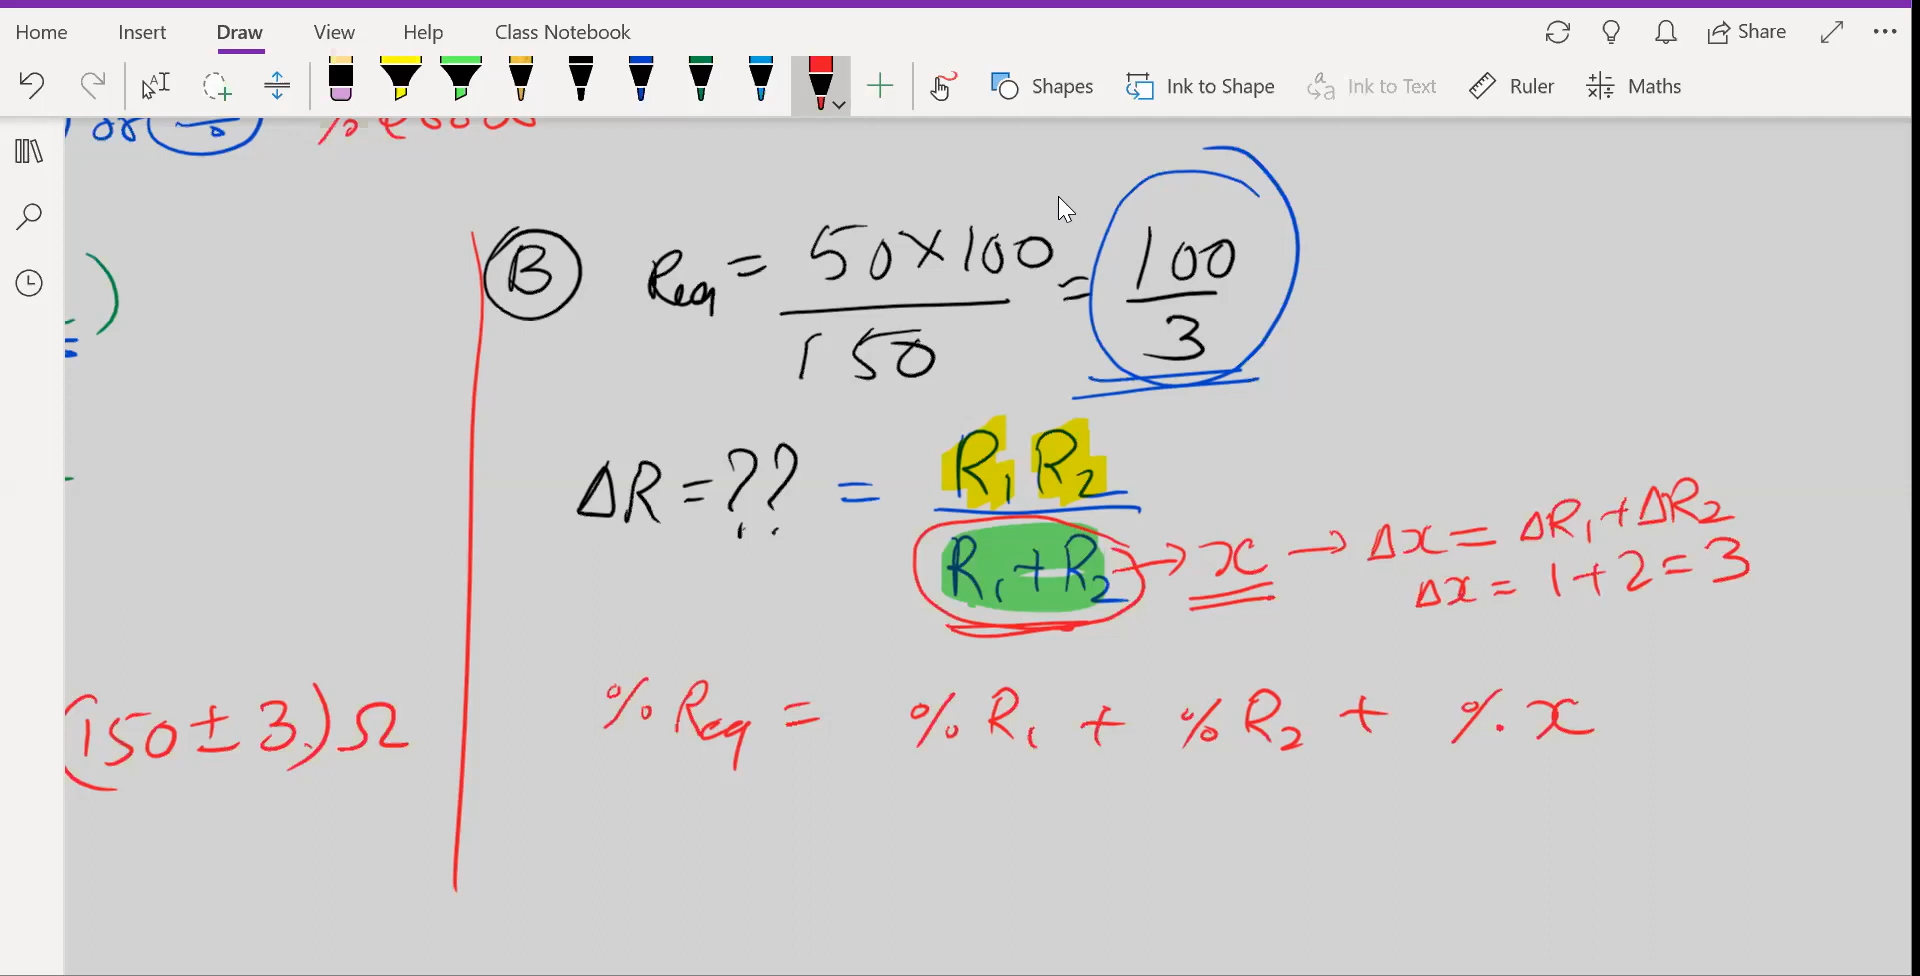 Home Insert Draw View Help Class Notebook Share
Shapes Ink to Shape Ink to Text Ruler Maths
B Req = 50×100 / 150 = 100 / 3
ΔR = ?? = R1 R2 / R1 + R2 → x → Δx = ΔR1 + ΔR2
Δx = 1 + 2 = 3
(150 ± 3.) Ω
% Req = % R1 + % R2 + % x